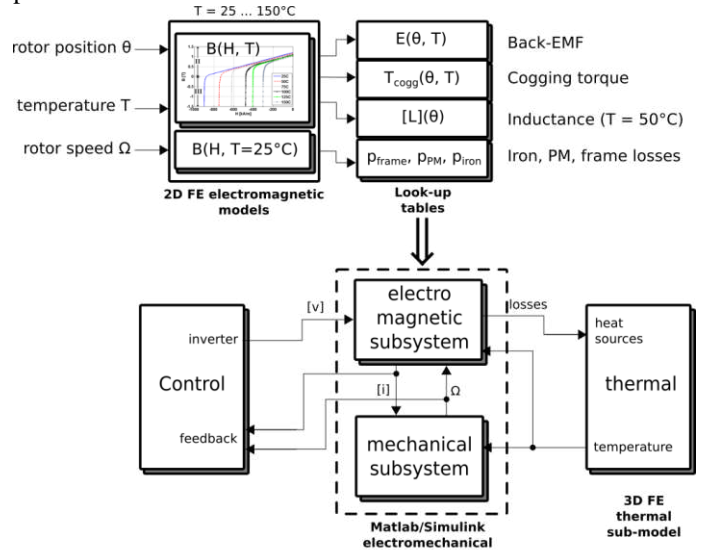 T = 25 ... 150°C
rotor position θ
temperature T
rotor speed Ω
B(H, T)
B(H, T=25°C)
2D FE electromagnetic
models
E(θ, T)
Back-EMF
T_cogg(θ, T)
Cogging torque
[L](θ)
Inductance (T = 50°C)
p_frame, p_PM, p_iron
Iron, PM, frame losses
Look-up
tables
Control
inverter
feedback
[v]
electro
magnetic
subsystem
losses
[i]
Ω
mechanical
subsystem
heat
sources
thermal
temperature
Matlab/Simulink
electromechanical
3D FE
thermal
sub-model